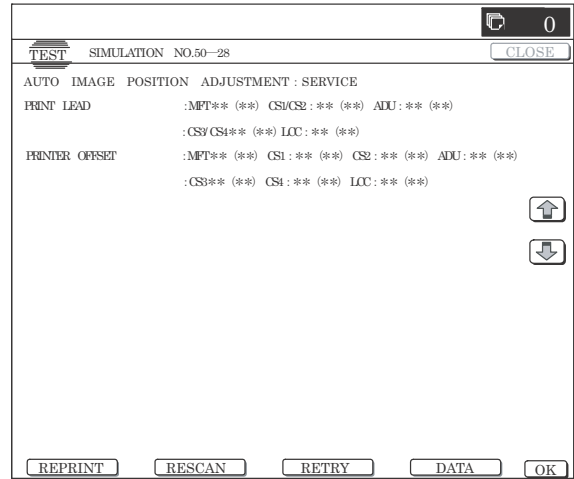 0
TEST SIMULATION NO.50―28 CLOSE
AUTO IMAGE POSITION ADJUSTMENT : SERVICE
PRINT LEAD :MFT** (**) CS1/CS2 : ** (**) ADU : ** (**)
:CS3/CS4** (**) LCC : ** (**)
PRINTER OFFSET :MFT** (**) CS1 : ** (**) CS2 : ** (**) ADU : ** (**)
:CS3** (**) CS4 : ** (**) LCC : ** (**)
REPRINT RESCAN RETRY DATA OK